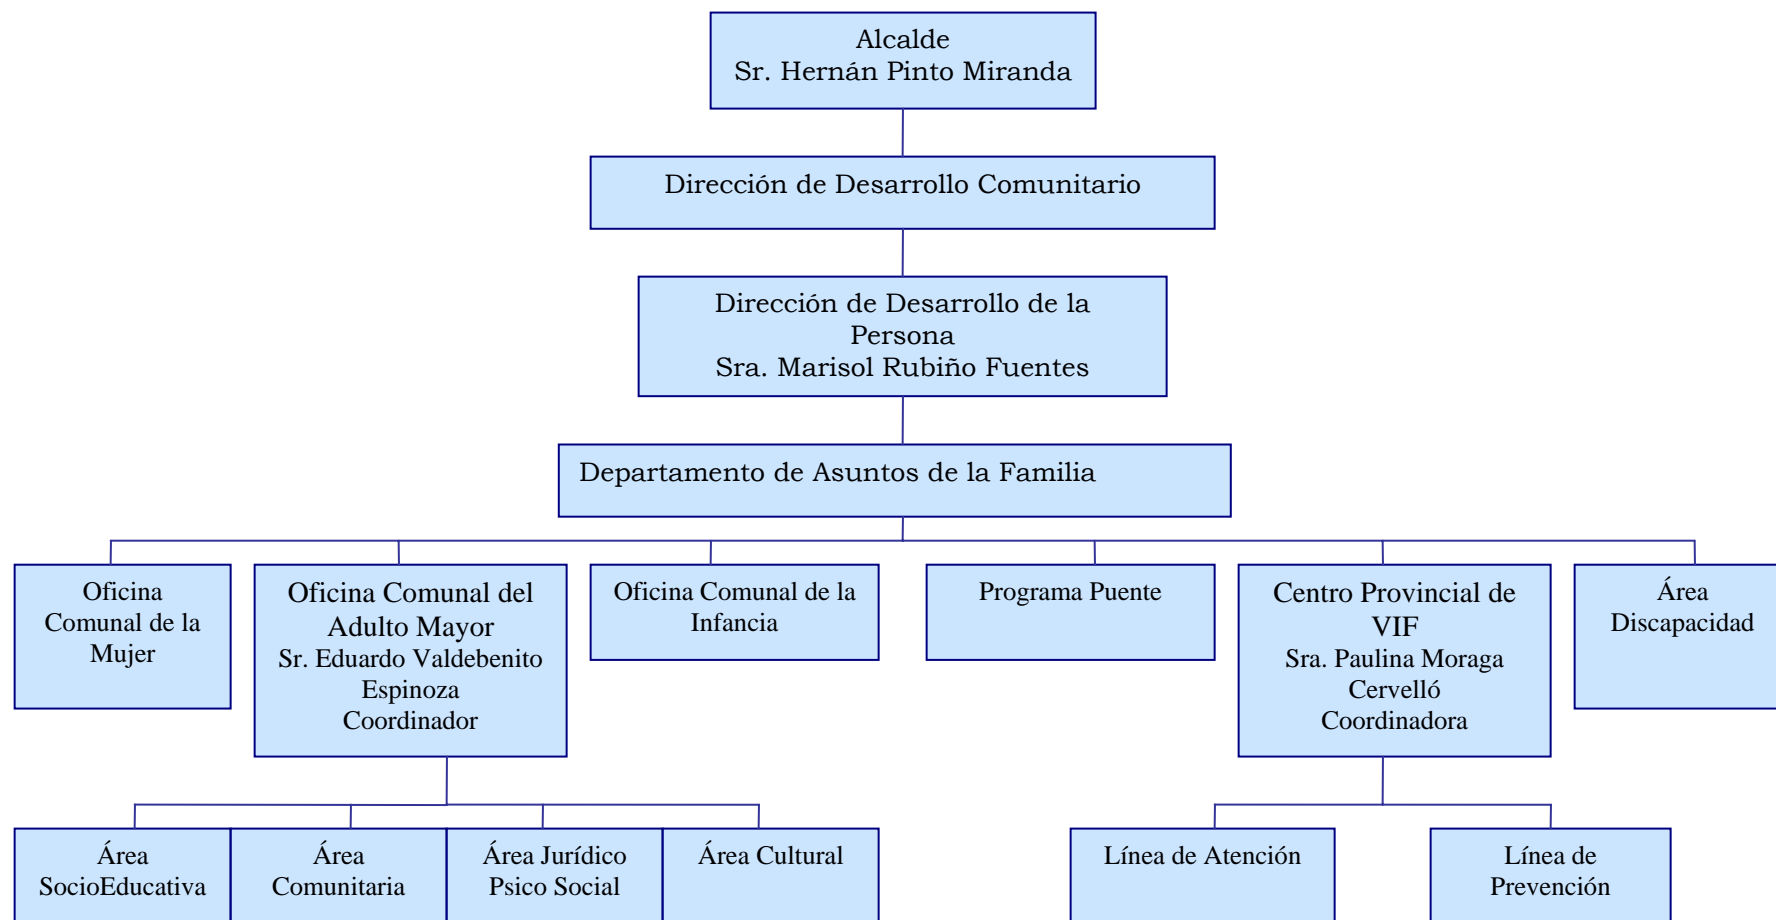 Alcalde
Sr. Hernán Pinto Miranda
Dirección de Desarrollo Comunitario
Dirección de Desarrollo de la
Persona
Sra. Marisol Rubiño Fuentes
Departamento de Asuntos de la Familia
Oficina
Comunal de la
Mujer
Oficina Comunal del
Adulto Mayor
Sr. Eduardo Valdebenito
Espinoza
Coordinador
Oficina Comunal de la
Infancia
Programa Puente
Centro Provincial de
VIF
Sra. Paulina Moraga
Cervelló
Coordinadora
Área
Discapacidad
Área
SocioEducativa
Área
Comunitaria
Área Jurídico
Psico Social
Área Cultural
Línea de Atención
Línea de
Prevención